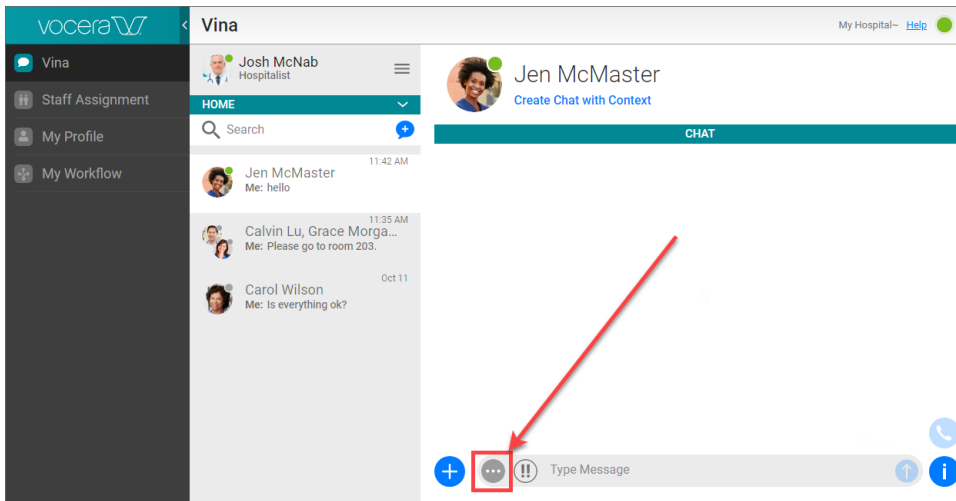 vocera
Vina
My Hospital~ Help
Vina
Staff Assignment
My Profile
My Workflow
Josh McNab
Hospitalist
HOME
Search
11:42 AM
Jen McMaster
Me: hello
11:35 AM
Calvin Lu, Grace Morga...
Me: Please go to room 203.
Oct 11
Carol Wilson
Me: Is everything ok?
Jen McMaster
Create Chat with Context
CHAT
Type Message